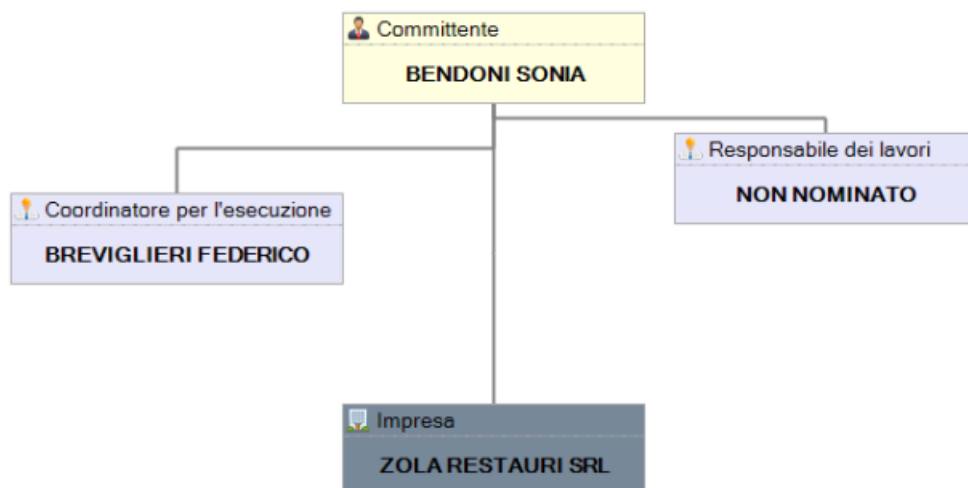 Committente
BENDONI SONIA
Responsabile dei lavori
NON NOMINATO
Coordinatore per l'esecuzione
BREVIGLIERI FEDERICO
Impresa
ZOLA RESTAURI SRL